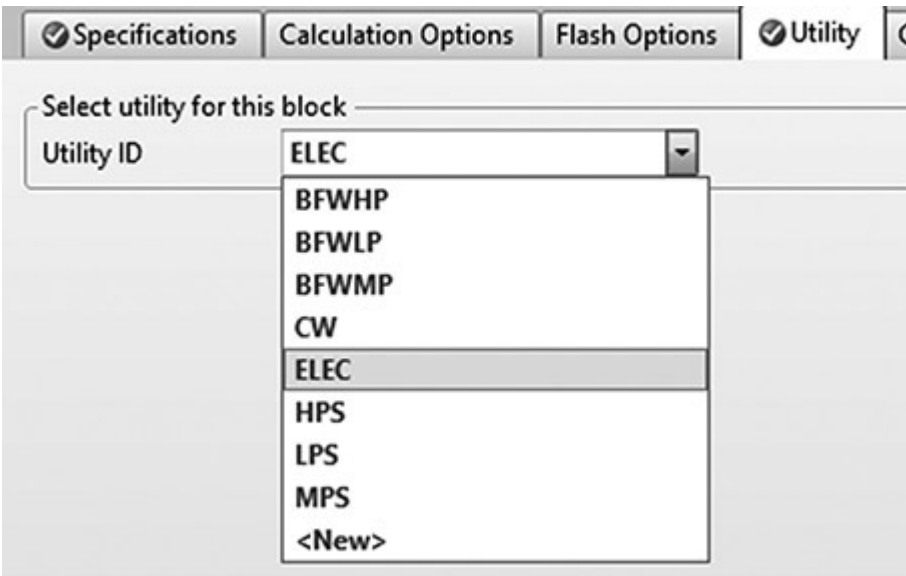 Specifications Calculation Options Flash Options Utility
Select utility for this block
Utility ID ELEC
BFWHP
BFWLP
BFWMP
CW
ELEC
HPS
LPS
MPS
<New>